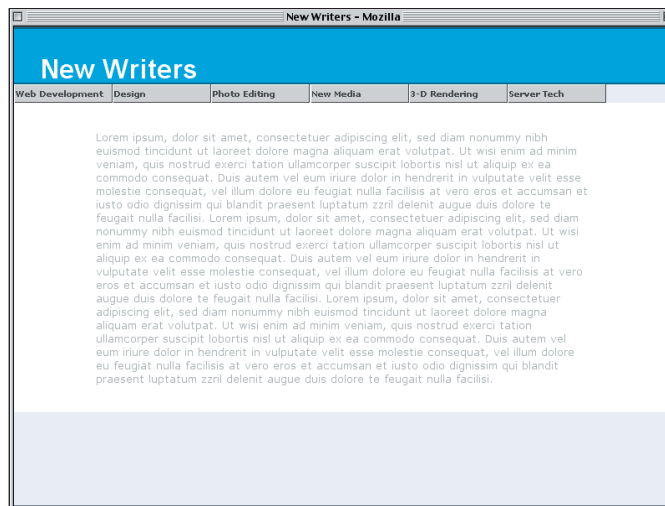 New Writers - Mozilla
New Writers
Web Development Design Photo Editing New Media 3-D Rendering Server Tech
Lorem ipsum, dolor sit amet, consectetuer adipiscing elit, sed diam nonummy nibh
euismod tincidunt ut laoreet dolore magna aliquam erat volutpat. Ut wisi enim ad minim
veniam, quis nostrud exerci tation ullamcorper suscipit lobortis nisl ut aliquip ex ea
commodo consequat. Duis autem vel eum iriure dolor in hendrerit in vulputate velit esse
molestie consequat, vel illum dolore eu feugiat nulla facilisis at vero eros et accumsan et
iusto odio dignissim qui blandit praesent luptatum zzril delenit augue duis dolore te
feugait nulla facilisi. Lorem ipsum, dolor sit amet, consectetuer adipiscing elit, sed diam
nonummy nibh euismod tincidunt ut laoreet dolore magna aliquam erat volutpat. Ut wisi
enim ad minim veniam, quis nostrud exerci tation ullamcorper suscipit lobortis nisl ut
aliquip ex ea commodo consequat. Duis autem vel eum iriure dolor in hendrerit in
vulputate velit esse molestie consequat, vel illum dolore eu feugiat nulla facilisis at vero
eros et accumsan et iusto odio dignissim qui blandit praesent luptatum zzril delenit
augue duis dolore te feugait nulla facilisi. Lorem ipsum, dolor sit amet, consectetuer
adipiscing elit, sed diam nonummy nibh euismod tincidunt ut laoreet dolore magna
aliquam erat volutpat. Ut wisi enim ad minim veniam, quis nostrud exerci tation
ullamcorper suscipit lobortis nisl ut aliquip ex ea commodo consequat. Duis autem vel
eum iriure dolor in hendrerit in vulputate velit esse molestie consequat, vel illum dolore
eu feugiat nulla facilisis at vero eros et accumsan et iusto odio dignissim qui blandit
praesent luptatum zzril delenit augue duis dolore te feugait nulla facilisi.